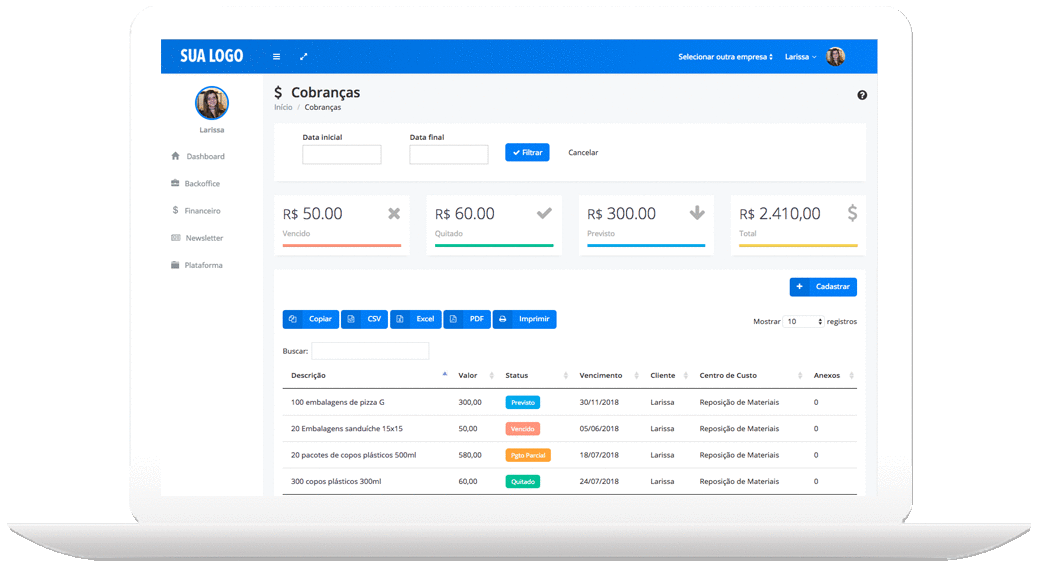 SUA LOGO
Selecionar outra empresa
Larissa
Larissa
Dashboard
Backoffice
Financeiro
Newsletter
Plataforma
$ Cobranças
Início / Cobranças
Data inicial
Data final
Filtrar
Cancelar
R$ 50.00
Vencido
R$ 60.00
Quitado
R$ 300.00
Previsto
R$ 2.410,00
Total
+ Cadastrar
Copiar
CSV
Excel
PDF
Imprimir
Mostrar 10 registros
Buscar:
Descrição Valor Status Vencimento Cliente Centro de Custo Anexos
100 embalagens de pizza G 300,00 Previsto 30/11/2018 Larissa Reposição de Materiais 0
20 Embalagens sanduíche 15x15 50,00 Vencido 05/06/2018 Larissa Reposição de Materiais 0
20 pacotes de copos plásticos 500ml 580,00 Pgto Parcial 18/07/2018 Larissa Reposição de Materiais 0
300 copos plásticos 300ml 60,00 Quitado 24/07/2018 Larissa Reposição de Materiais 0